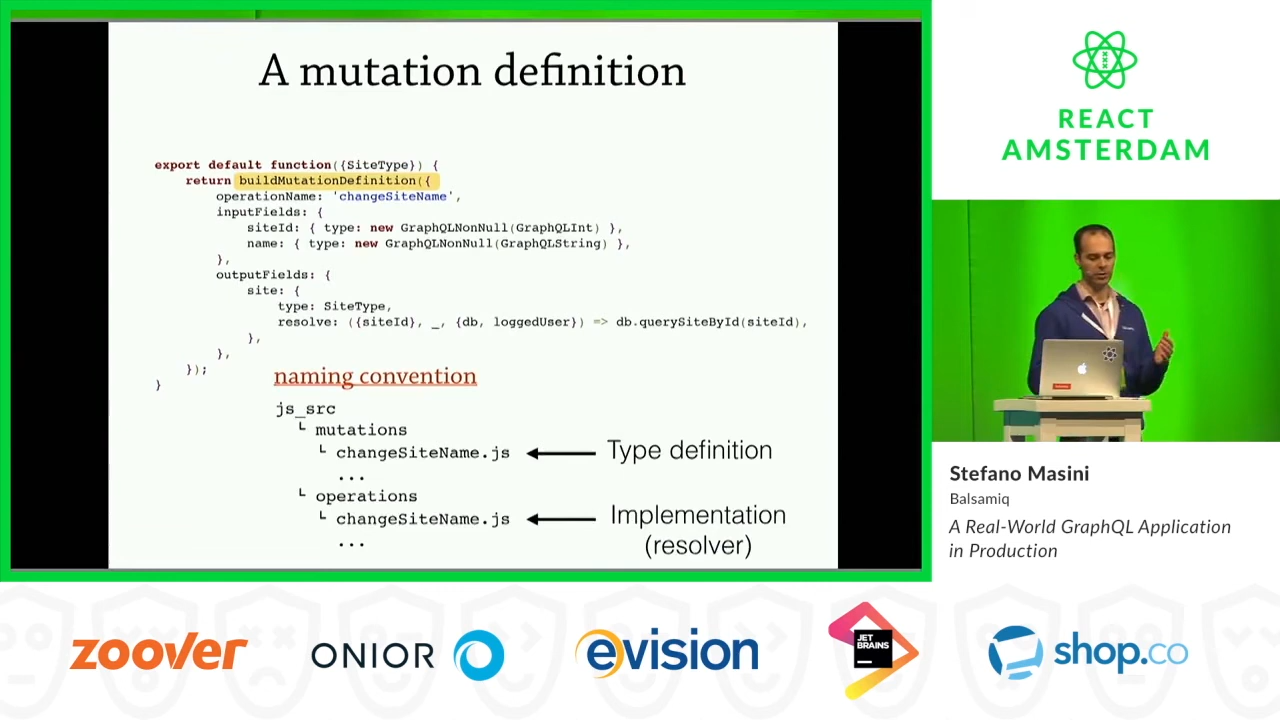 A mutation definition
export default function({SiteType}) {
return buildMutationDefinition({
operationName: 'changeSiteName',
inputFields: {
siteId: { type: new GraphQLNonNull(GraphQLInt) },
name: { type: new GraphQLNonNull(GraphQLString) },
},
outputFields: {
site: {
type: SiteType,
resolve: ({siteId}, _, {db, loggedUser}) => db.querySiteById(siteId),
},
},
});
}
naming convention
js_src
└ mutations
└ changeSiteName.js
...
└ operations
└ changeSiteName.js
...
Type definition
Implementation
(resolver)
REACT
AMSTERDAM
Stefano Masini
Balsamiq
A Real-World GraphQL Application
in Production
zoover
ONIOR
evision
JET
BRAINS
shop.co